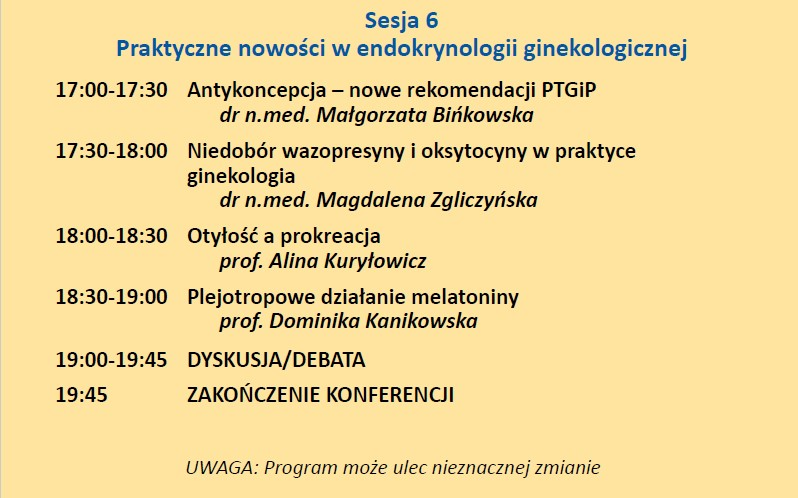 Sesja 6
Praktyczne nowości w endokrynologii ginekologicznej
17:00-17:30 Antykoncepcja – nowe rekomendacji PTGiP
dr n.med. Małgorzata Bińkowska
17:30-18:00 Niedobór wazopresyny i oksytocyny w praktyce
ginekologia
dr n.med. Magdalena Zgliczyńska
18:00-18:30 Otyłość a prokreacja
prof. Alina Kuryłowicz
18:30-19:00 Plejotropowe działanie melatoniny
prof. Dominika Kanikowska
19:00-19:45 DYSKUSJA/DEBATA
19:45 ZAKOŃCZENIE KONFERENCJI
UWAGA: Program może ulec nieznacznej zmianie